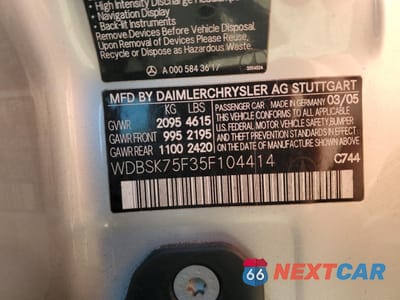 High Intensity Discharge Headlamps
Navigation Display
Back-lit Instruments
Remove Devices Before Vehicle Disposal
Upon Removal of Devices Please Reuse,
Recycle or Dispose as Hazardous Waste.
A 000 584 36 17
MFD BY DAIMLERCHRYSLER AG STUTTGART
KG LBS PASSENGER CAR MADE IN GERMANY 03/05
GVWR 2095 4615 THIS VEHICLE CONFORMS TO ALL APPLICABLE
GAWR FRONT 995 2195 U.S. FED. MOTOR VEHICLE SAFETY, BUMPER
GAWR REAR 1100 2420 AND THEFT PREVENTION STANDARDS IN EFFECT ON THE DATE OF MANUFACTURE SHOWN ABOVE
WDBSK75F35F104414 C744
66 NEXTCAR